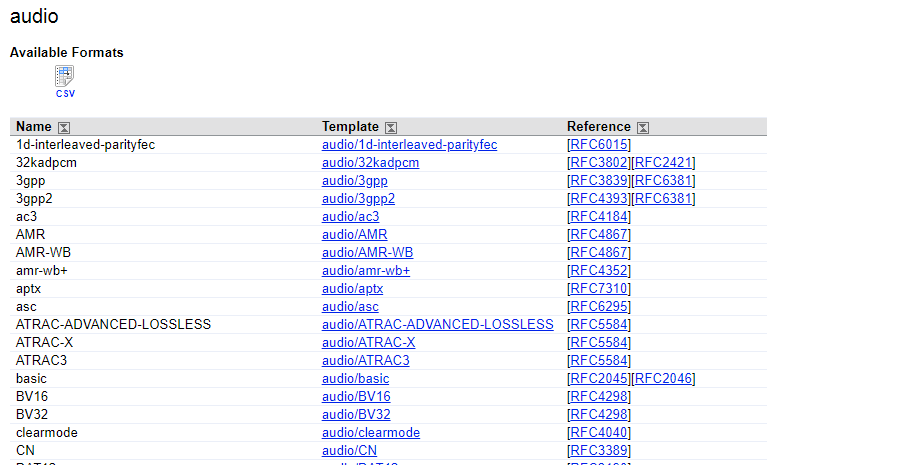 audio
Available Formats
CSV
Name Template Reference
1d-interleaved-parityfec audio/1d-interleaved-parityfec [RFC6015]
32kadpcm audio/32kadpcm [RFC3802][RFC2421]
3gpp audio/3gpp [RFC3839][RFC6381]
3gpp2 audio/3gpp2 [RFC4393][RFC6381]
ac3 audio/ac3 [RFC4184]
AMR audio/AMR [RFC4867]
AMR-WB audio/AMR-WB [RFC4867]
amr-wb+ audio/amr-wb+ [RFC4352]
aptx audio/aptx [RFC7310]
asc audio/asc [RFC6295]
ATRAC-ADVANCED-LOSSLESS audio/ATRAC-ADVANCED-LOSSLESS [RFC5584]
ATRAC-X audio/ATRAC-X [RFC5584]
ATRAC3 audio/ATRAC3 [RFC5584]
basic audio/basic [RFC2045][RFC2046]
BV16 audio/BV16 [RFC4298]
BV32 audio/BV32 [RFC4298]
clearmode audio/clearmode [RFC4040]
CN audio/CN [RFC3389]